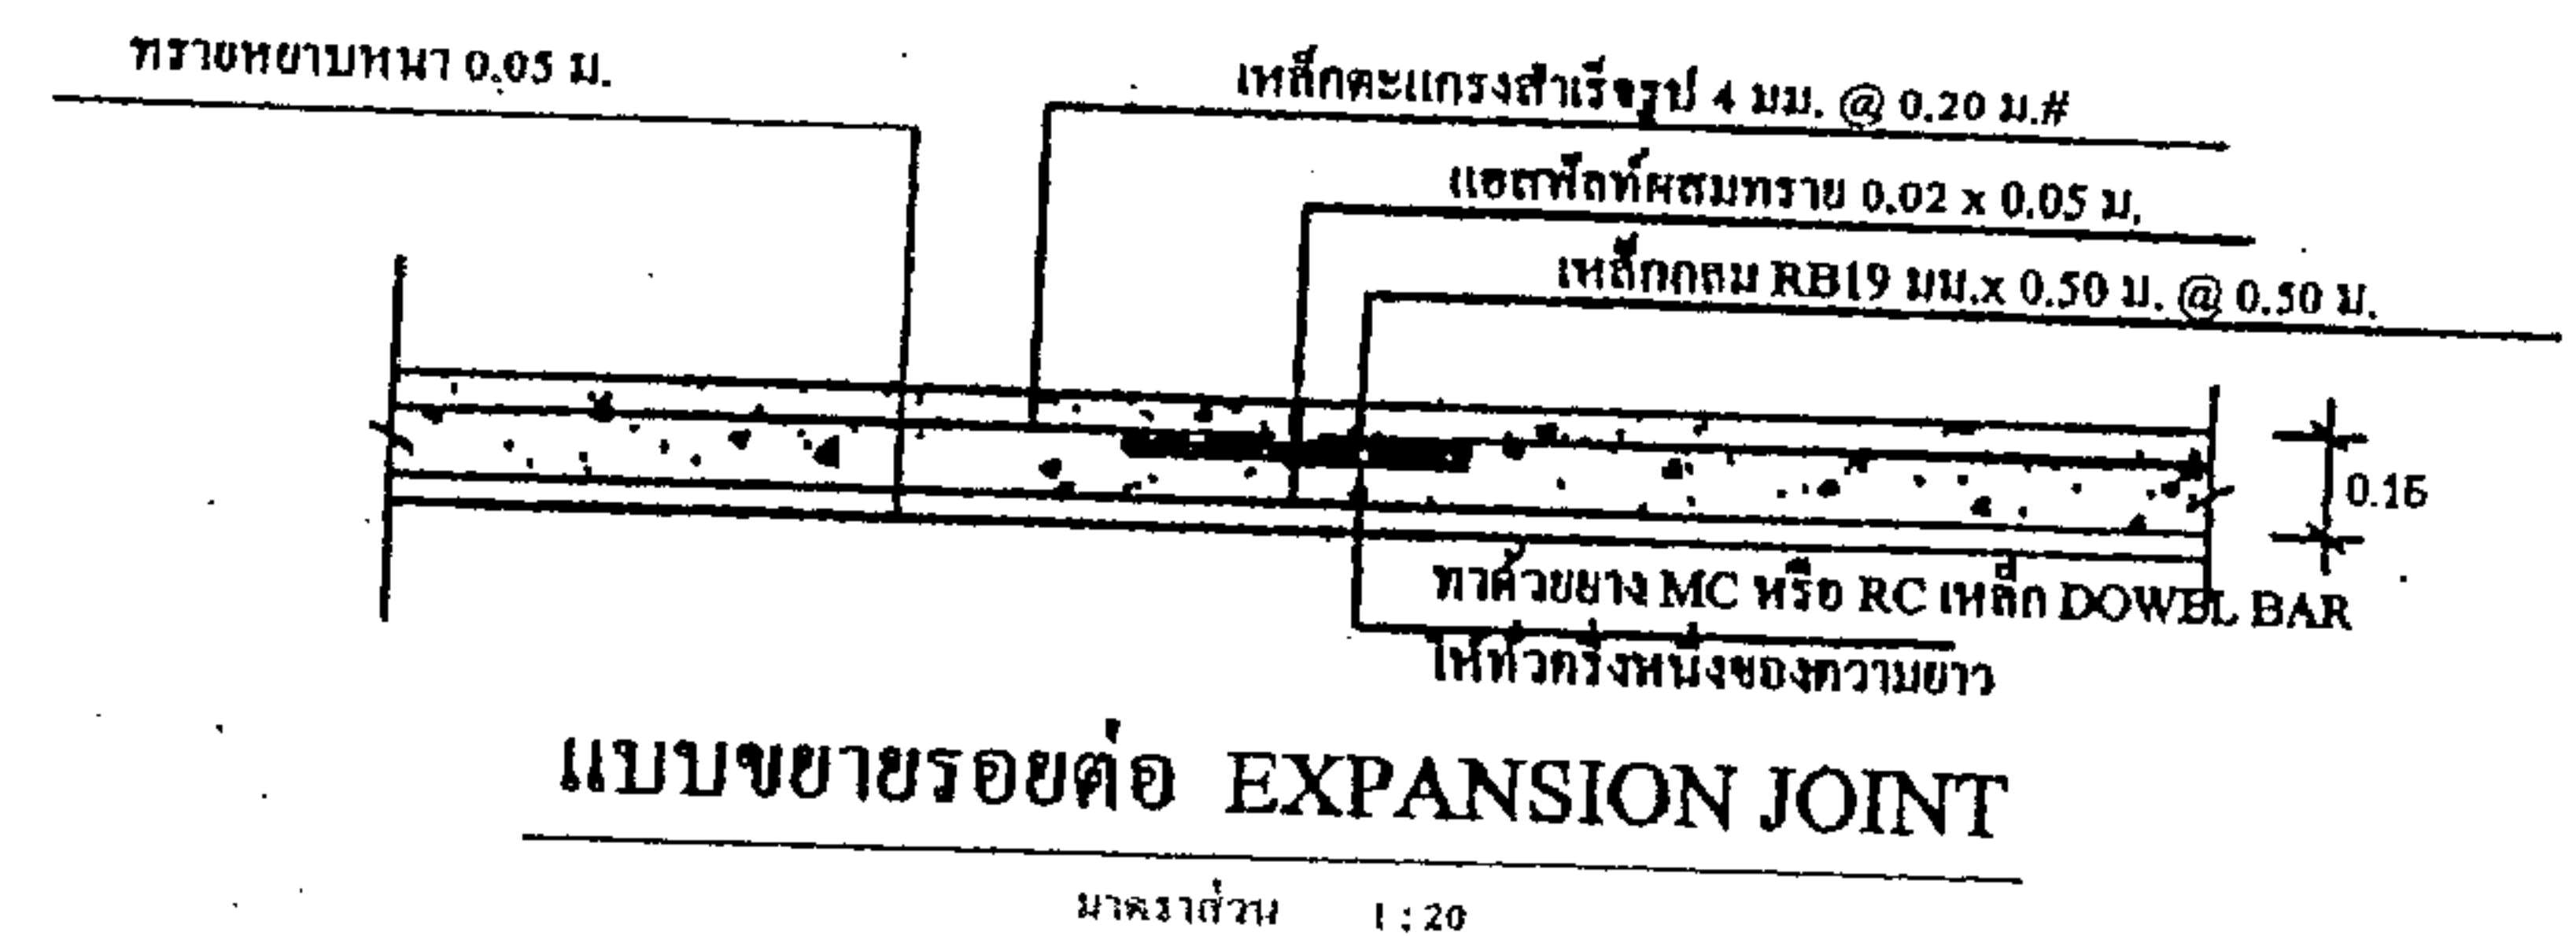 ทรายหยาบหนา 0.05 ม.
เหล็กตะแกรงสำเร็จรูป 4 มม. @ 0.20 ม.#
แอสฟัลท์ผสมทราย 0.02 x 0.05 ม.
เหล็กกลม RB19 มม.x 0.50 ม. @ 0.50 ม.
0.15
ทาด้วยยาง MC หรือ RC เหล็ก DOWEL BAR
ให้ทั่วครึ่งหนึ่งของความยาว
แบบขยายรอยต่อ EXPANSION JOINT
มาตราส่วน 1 : 20